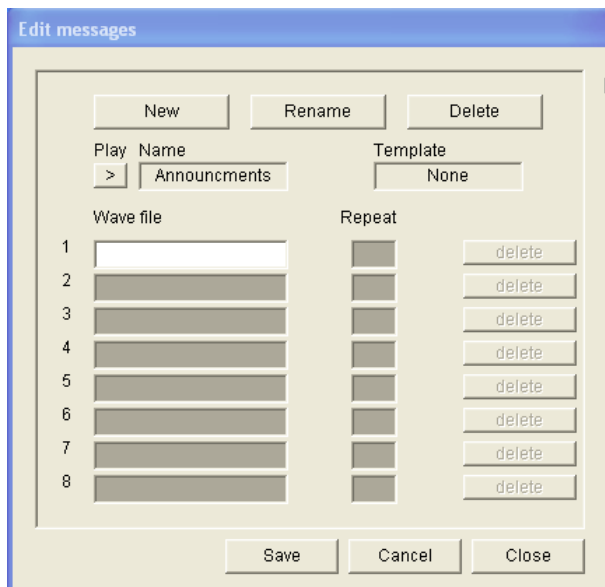 Edit messages
New Rename Delete
Play Name Template
> Announcments None
Wave file Repeat
1 delete
2 delete
3 delete
4 delete
5 delete
6 delete
7 delete
8 delete
Save Cancel Close